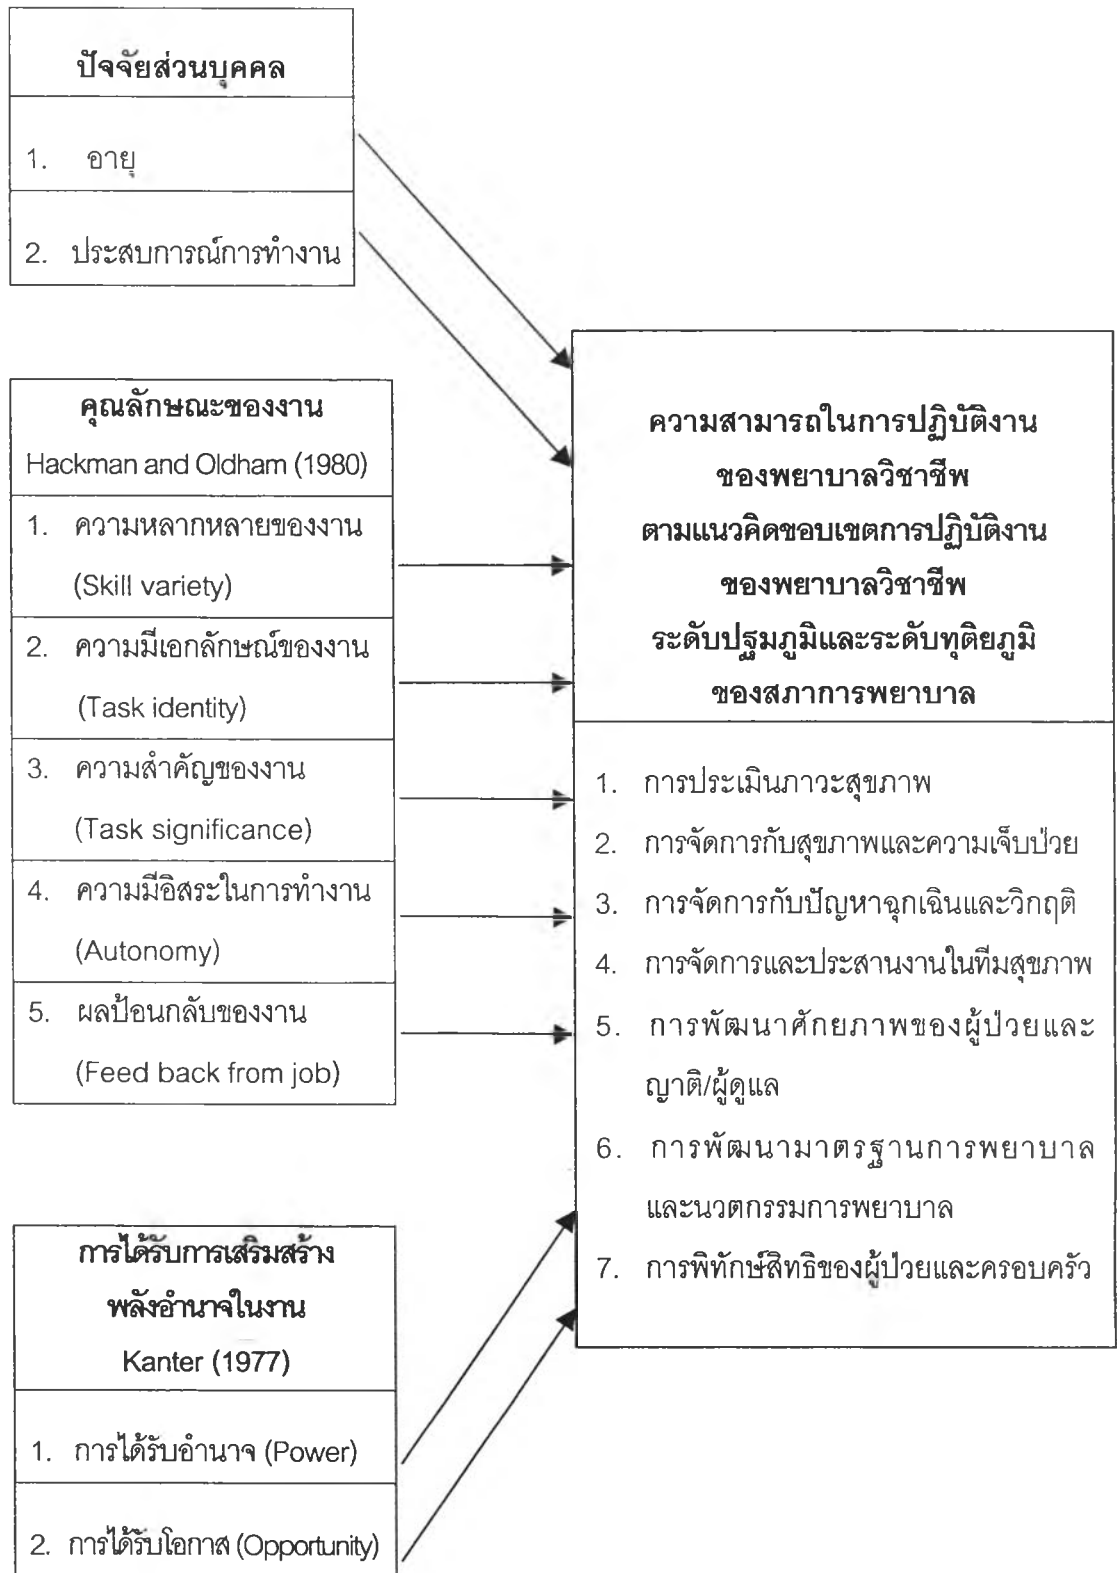 ปัจจัยส่วนบุคคล
1. อายุ
2. ประสบการณ์การทำงาน
คุณลักษณะของงาน
Hackman and Oldham (1980)
1. ความหลากหลายของงาน
(Skill variety)
2. ความมีเอกลักษณ์ของงาน
(Task identity)
3. ความสำคัญของงาน
(Task significance)
4. ความมีอิสระในการทำงาน
(Autonomy)
5. ผลป้อนกลับของงาน
(Feed back from job)
การได้รับการเสริมสร้าง
พลังอำนาจในงาน
Kanter (1977)
1. การได้รับอำนาจ (Power)
2. การได้รับโอกาส (Opportunity)
ความสามารถในการปฏิบัติงาน
ของพยาบาลวิชาชีพ
ตามแนวคิดขอบเขตการปฏิบัติงาน
ของพยาบาลวิชาชีพ
ระดับปฐมภูมิและระดับทุติยภูมิ
ของสภาการพยาบาล
1. การประเมินภาวะสุขภาพ
2. การจัดการกับสุขภาพและความเจ็บป่วย
3. การจัดการกับปัญหาฉุกเฉินและวิกฤติ
4. การจัดการและประสานงานในทีมสุขภาพ
5. การพัฒนาศักยภาพของผู้ป่วยและ
ญาติ/ผู้ดูแล
6. การพัฒนามาตรฐานการพยาบาล
และนวตกรรมการพยาบาล
7. การพิทักษ์สิทธิของผู้ป่วยและครอบครัว